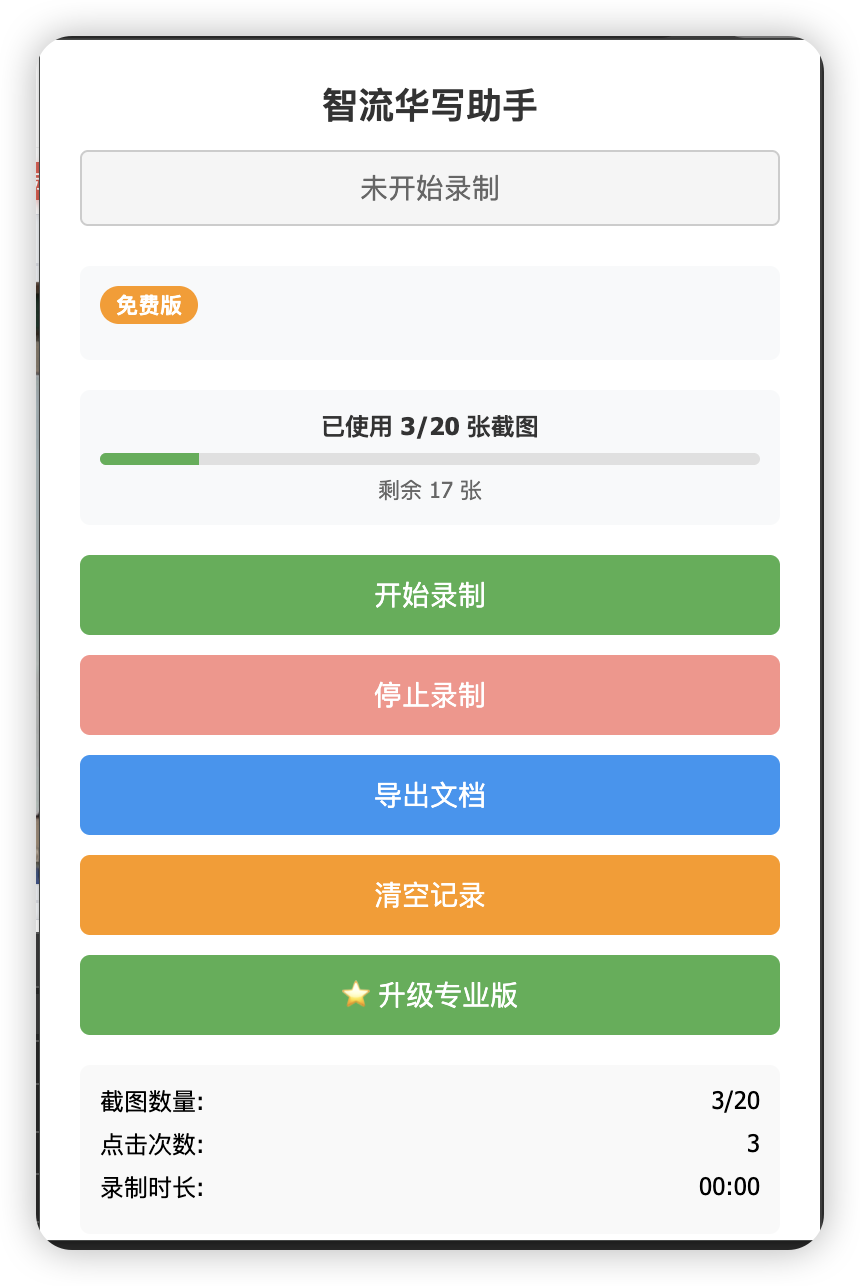 智流华写助手
未开始录制
免费版
已使用 3/20 张截图
剩余 17 张
开始录制
停止录制
导出文档
清空记录
⭐ 升级专业版
截图数量: 3/20
点击次数: 3
录制时长: 00:00